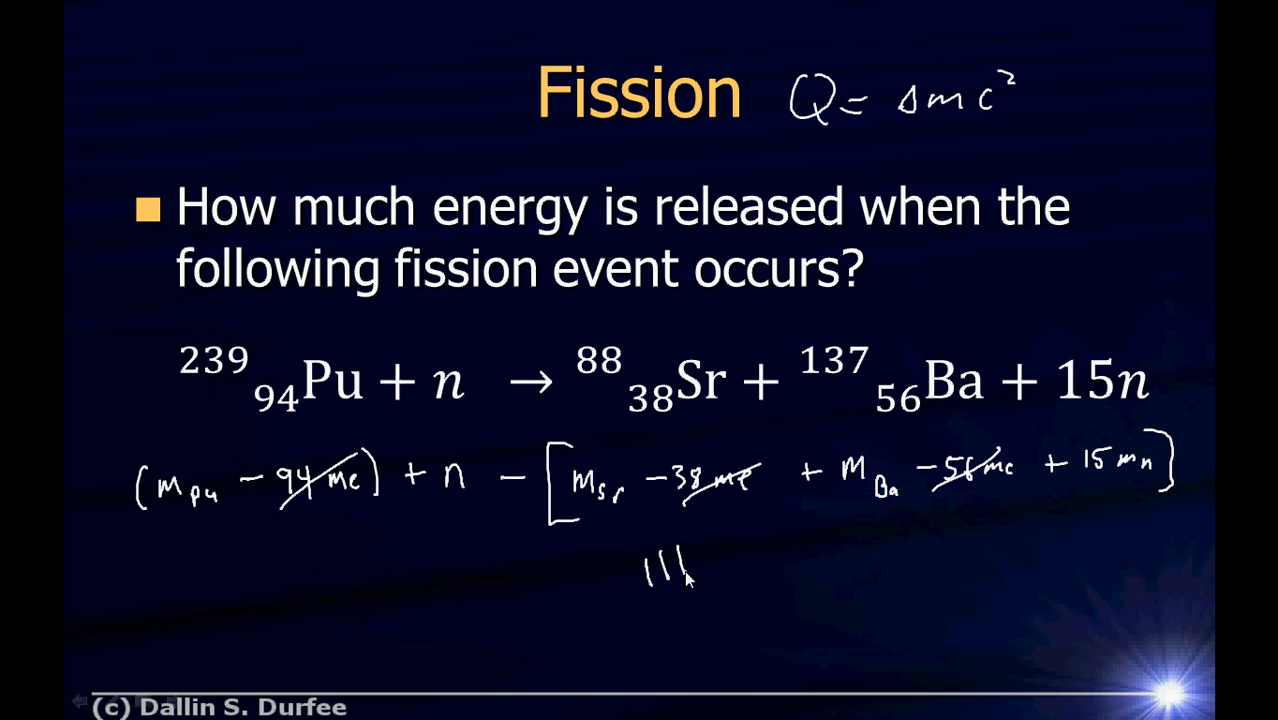 Fission Q = Δmc²
How much energy is released when the
following fission event occurs?
²³⁹₉₄Pu + n → ⁸⁸₃₈Sr + ¹³⁷₅₆Ba + 15n
(m_Pu − 94 me) + n − [m_Sr − 38 me + m_Ba − 56 me + 15 m_n]
111
(c) Dallin S. Durfee